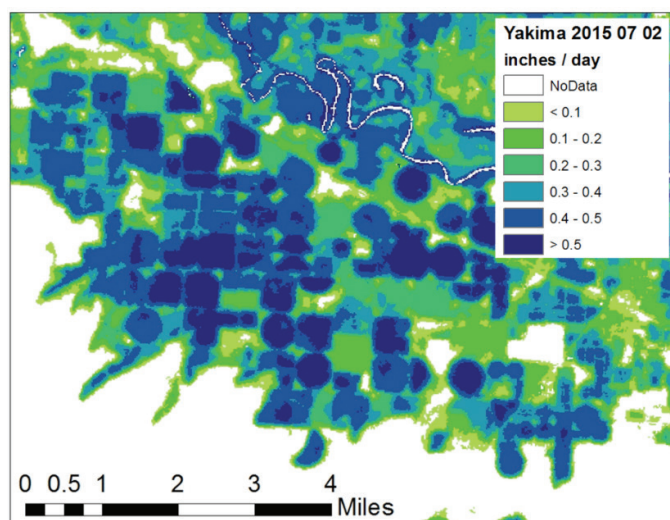 Yakima 2015 07 02
inches / day
NoData
< 0.1
0.1 - 0.2
0.2 - 0.3
0.3 - 0.4
0.4 - 0.5
> 0.5
0 0.5 1 2 3 4
Miles